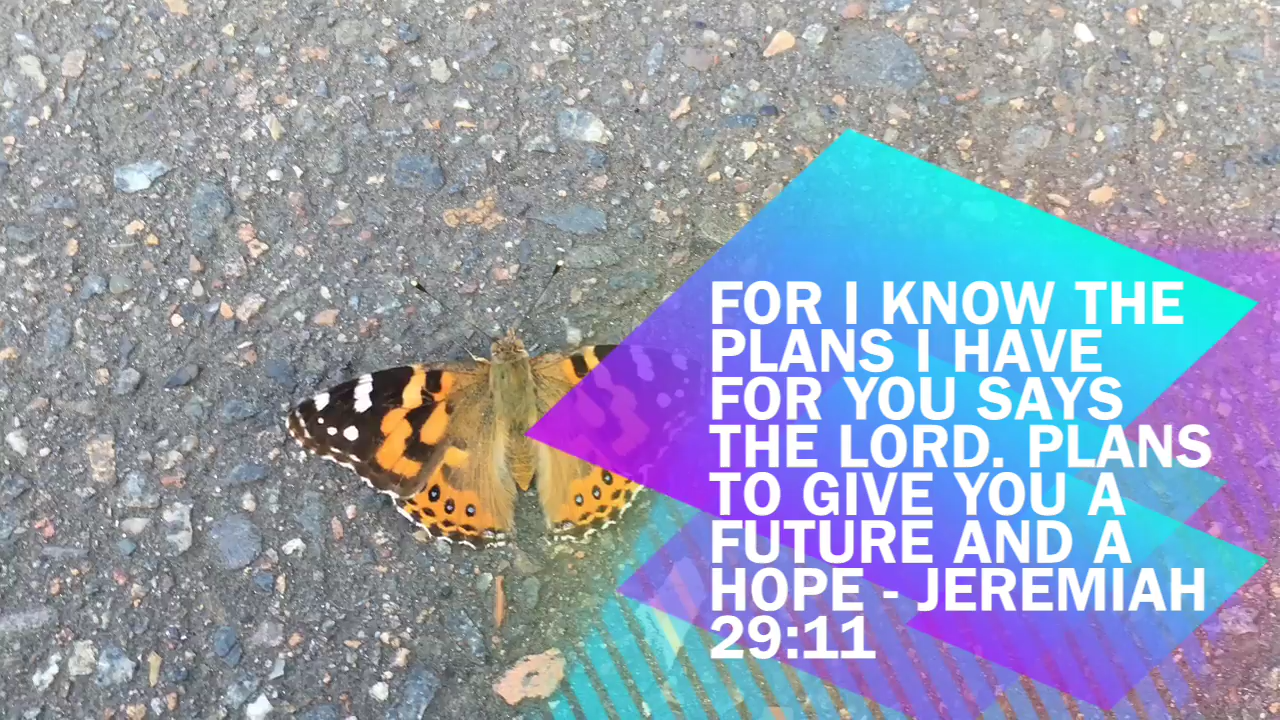 FOR I KNOW THE
PLANS I HAVE
FOR YOU SAYS
THE LORD. PLANS
TO GIVE YOU A
FUTURE AND A
HOPE - JEREMIAH
29:11